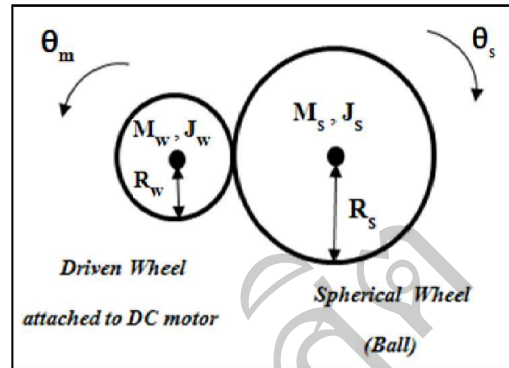 θm
θs
Mw, Jw
Ms, Js
Rw
Rs
Driven Wheel
attached to DC motor
Spherical Wheel
(Ball)